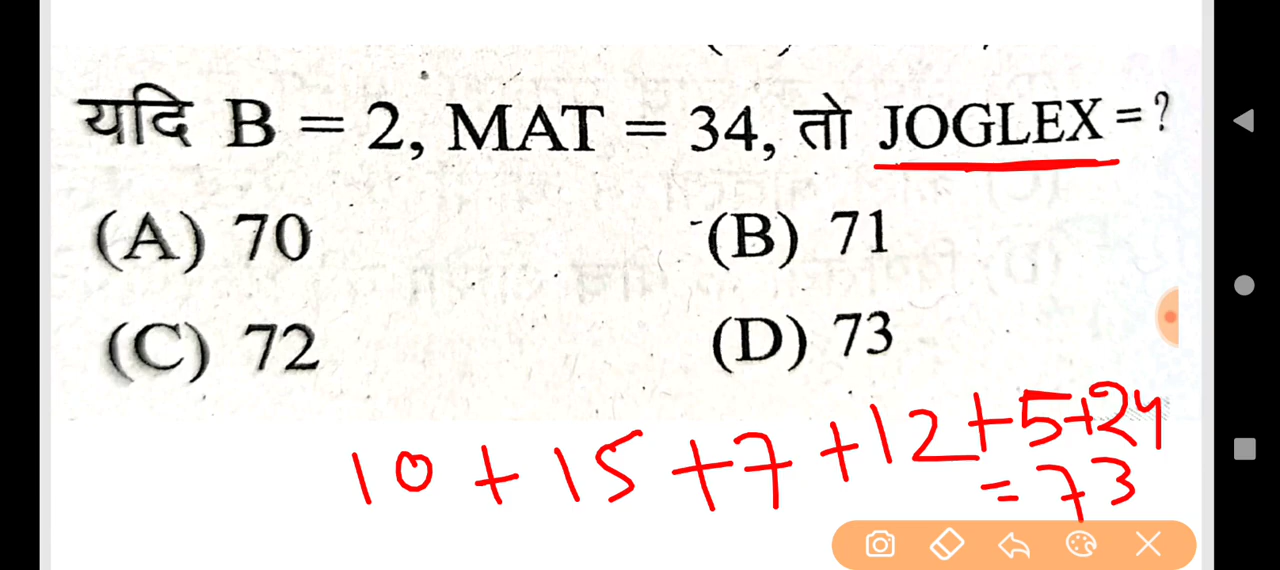 यदि B = 2, MAT = 34, तो JOGLEX = ?
(A) 70 (B) 71
(C) 72 (D) 73
10 + 15 + 7 + 12 + 5 + 24
= 73